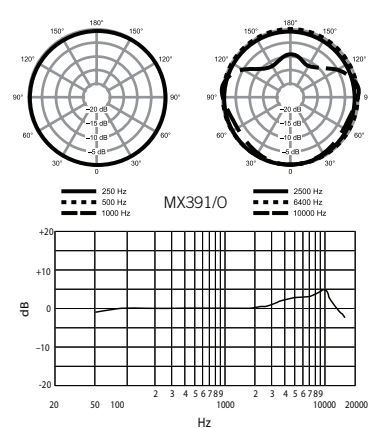 180° 180°
150° 150° 150° 150°
120° 120° 120° 120°
90° 90° 90° 9
–20 dB –20 dB
–15 dB –15 dB
–10 dB –10 dB
–5 dB –5 dB
60° 60° 60° 60°
30° 30° 30° 30°
0 0
250 Hz 2500 Hz
500 Hz MX391/O 6400 Hz
1000 Hz 10000 Hz
+20
+10
dB
0
–10
–20
2 3 4 5 6 7 8 9 2 3 4 5 6 7 8 9
20 50 100 1000 10000 20000
Hz